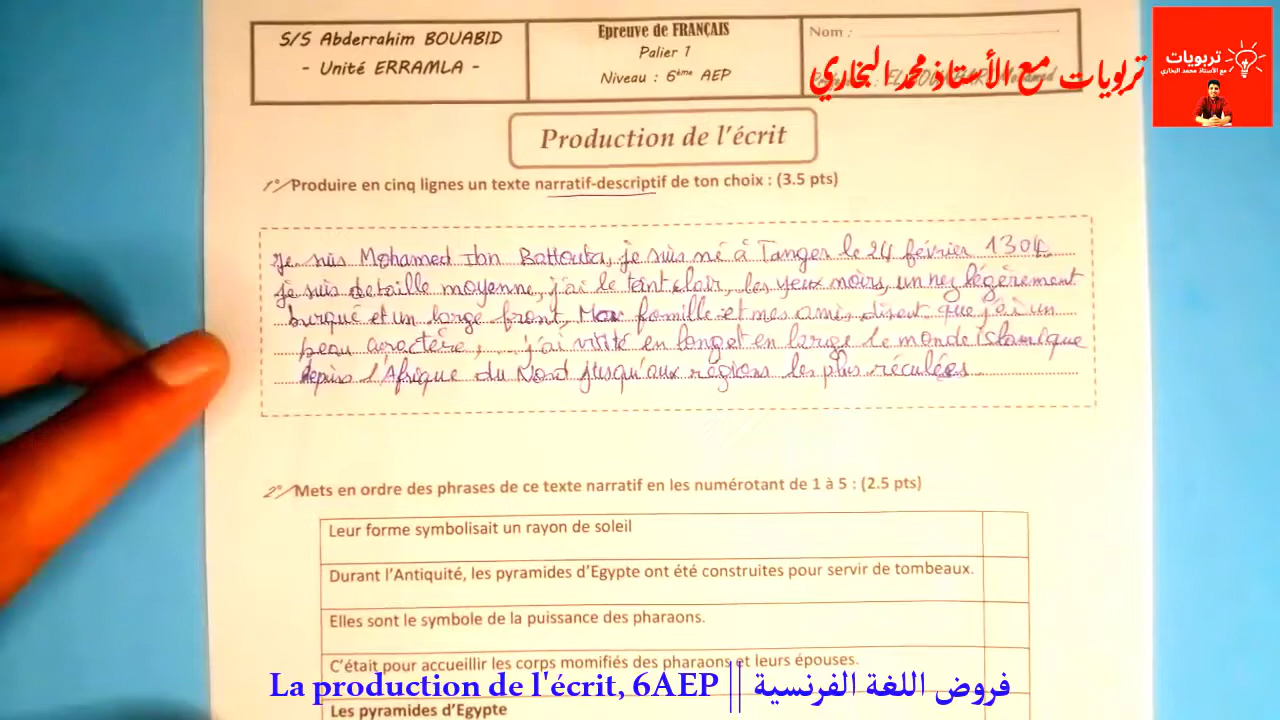 S/S Abderrahim BOUABID
- Unité ERRAMLA -
Epreuve de FRANÇAIS
Palier 1
Niveau : 6ème AEP
Nom :
تربويات مع الأستاذ محمد البخاري
تربويات
مع الأستاذ محمد البخاري
Production de l'écrit
1°/ Produire en cinq lignes un texte narratif-descriptif de ton choix : (3.5 pts)
Je suis Mohamed Ibn Battouta, je suis né à Tanger le 24 février 1304.
je suis de taille moyenne, j'ai le teint clair, les yeux noirs, un nez légèrement
burqué et un large front, Ma famille et mes amis disent que j'ai un
beau caractère, j'ai visité en long et en large le monde islamique
depuis l'Afrique du Nord jusqu'aux régions les plus réculées.
2°/ Mets en ordre des phrases de ce texte narratif en les numérotant de 1 à 5 : (2.5 pts)
Leur forme symbolisait un rayon de soleil
Durant l'Antiquité, les pyramides d'Egypte ont été construites pour servir de tombeaux.
Elles sont le symbole de la puissance des pharaons.
C'était pour accueillir les corps momifiés des pharaons et leurs épouses.
La production de l'écrit, 6AEP || فروض اللغة الفرنسية
Les pyramides d'Egypte